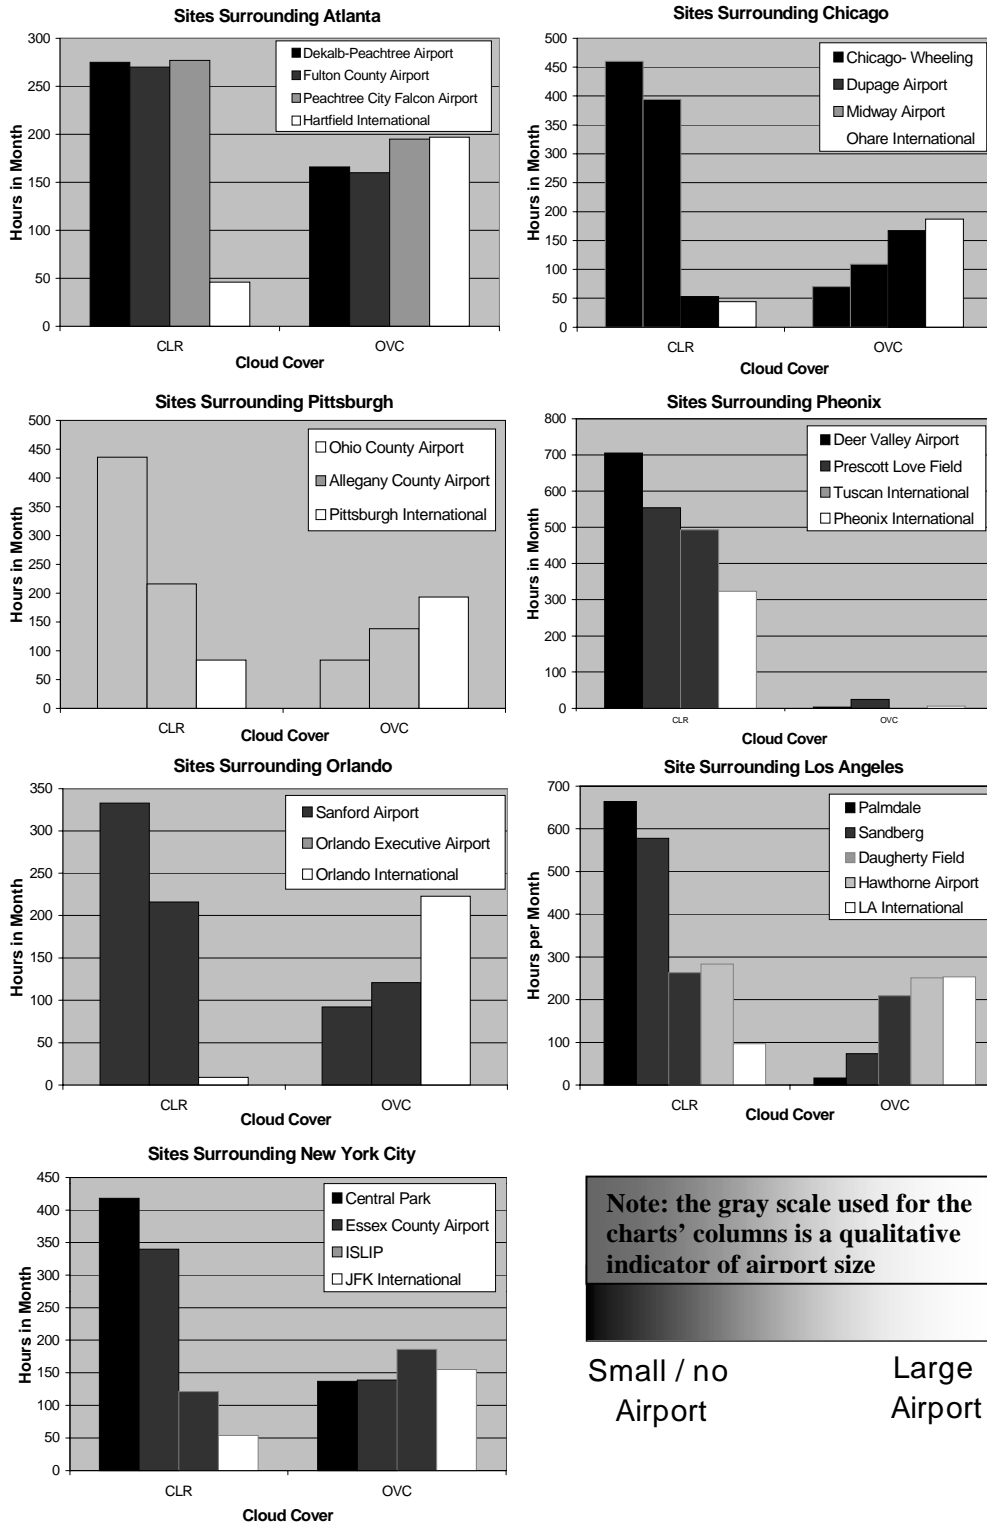 Sites Surrounding Atlanta
300
250
200
150
100
50
0
Hours in Month
Dekalb-Peachtree Airport
Fulton County Airport
Peachtree City Falcon Airport
Hartfield International
CLR OVC
Cloud Cover
Sites Surrounding Chicago
500
450
400
350
300
250
200
150
100
50
0
Hours in Month
Chicago- Wheeling
Dupage Airport
Midway Airport
Ohare International
CLR OVC
Cloud Cover
Sites Surrounding Pittsburgh
500
450
400
350
300
250
200
150
100
50
0
Hours in Month
Ohio County Airport
Allegany County Airport
Pittsburgh International
CLR OVC
Cloud Cover
Sites Surrounding Pheonix
800
700
600
500
400
300
200
100
0
Hours in Month
Deer Valley Airport
Prescott Love Field
Tuscan International
Pheonix International
CLR OVC
Cloud Cover
Sites Surrounding Orlando
350
300
250
200
150
100
50
0
Hours in Month
Sanford Airport
Orlando Executive Airport
Orlando International
CLR OVC
Cloud Cover
Site Surrounding Los Angeles
700
600
500
400
300
200
100
0
Hours per Month
Palmdale
Sandberg
Daugherty Field
Hawthorne Airport
LA International
CLR OVC
Cloud Cover
Sites Surrounding New York City
450
400
350
300
250
200
150
100
50
0
Hours in Month
Central Park
Essex County Airport
ISLIP
JFK International
CLR OVC
Cloud Cover
Note: the gray scale used for the
charts' columns is a qualitative
indicator of airport size
Small / no Large
Airport Airport